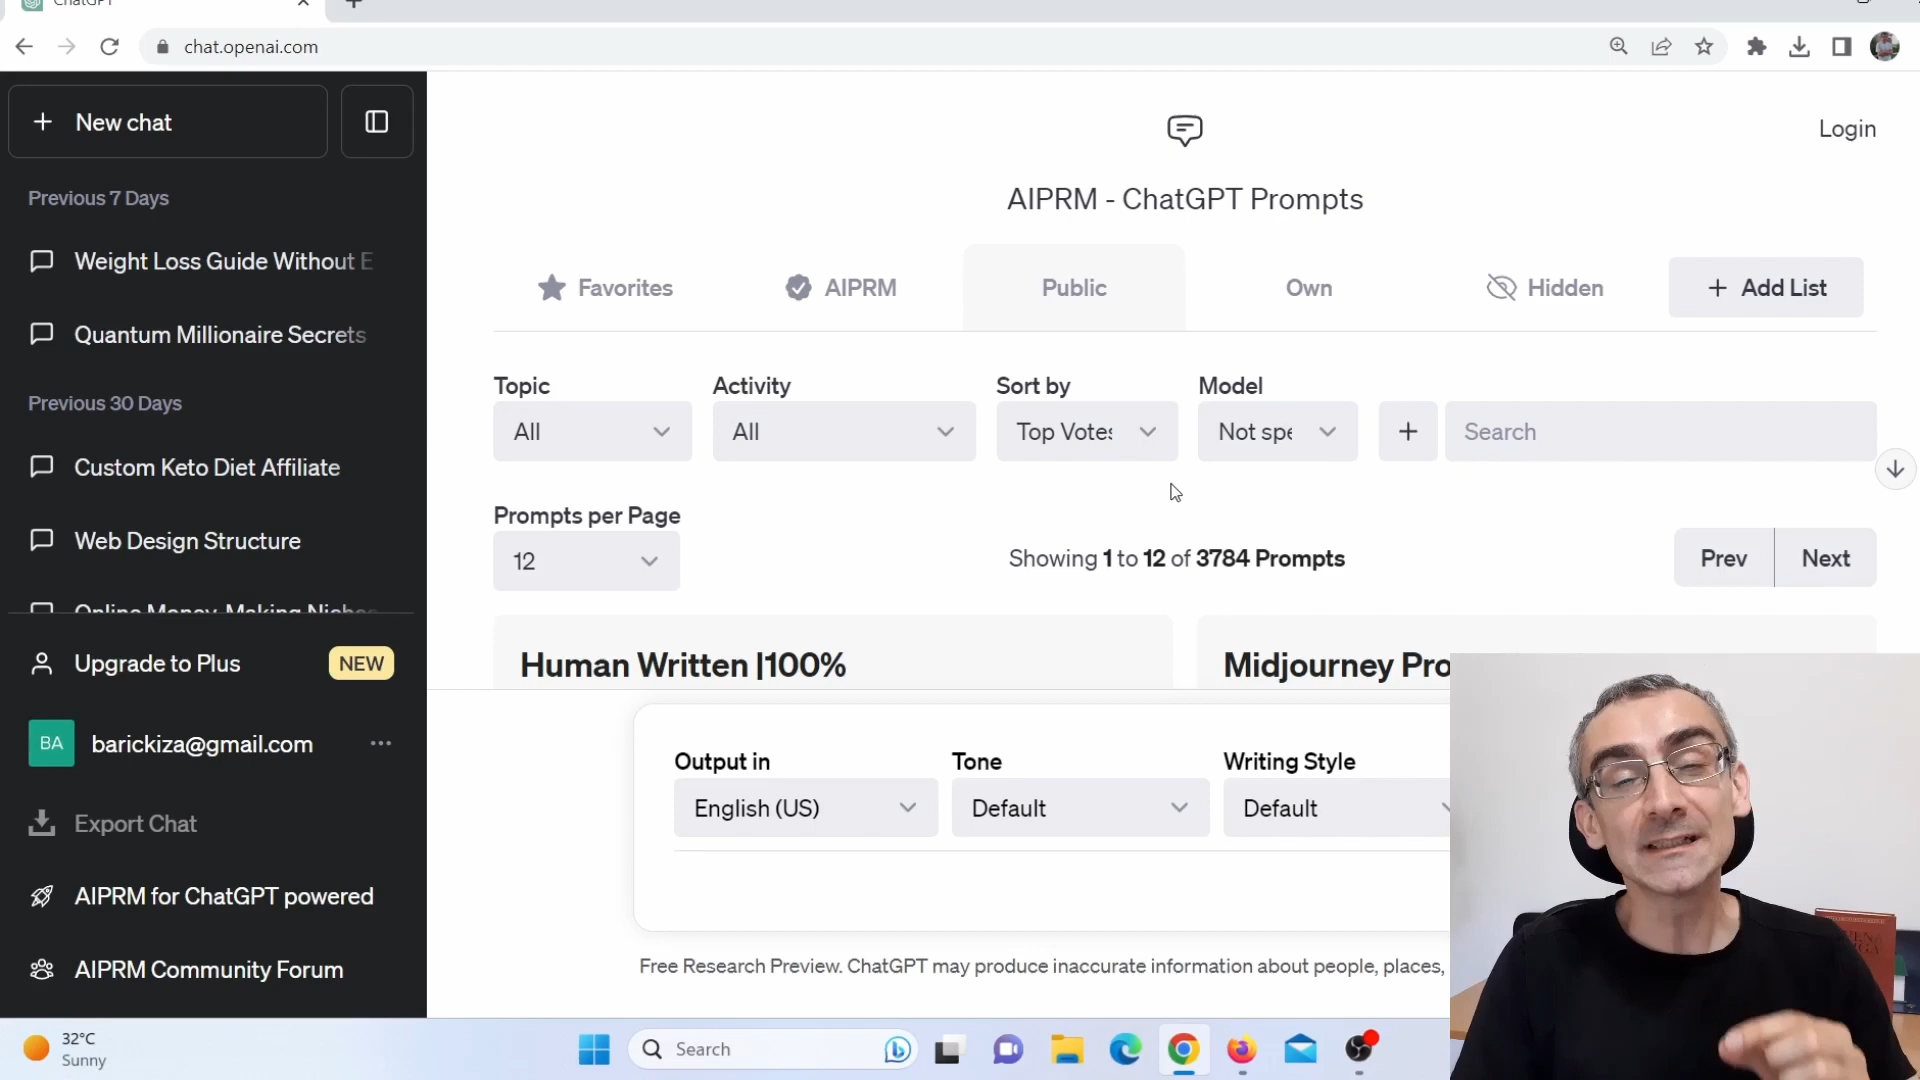 ChatGPT
chat.openai.com
New chat
Login
Previous 7 Days
AIPRM - ChatGPT Prompts
Weight Loss Guide Without E
Favorites
AIPRM
Public
Own
Hidden
Add List
Quantum Millionaire Secrets
Previous 30 Days
Topic
Activity
Sort by
Model
All
All
Top Votes
Not spe
Search
Custom Keto Diet Affiliate
Prompts per Page
Web Design Structure
12
Showing 1 to 12 of 3784 Prompts
Prev
Next
Online Money-Making Niches
Upgrade to Plus
NEW
Human Written |100%
Midjourney Pro
BA
barickiza@gmail.com
Output in
Tone
Writing Style
English (US)
Default
Default
Export Chat
AIPRM for ChatGPT powered
AIPRM Community Forum
Free Research Preview. ChatGPT may produce inaccurate information about people, places,
32°C
Sunny
Search